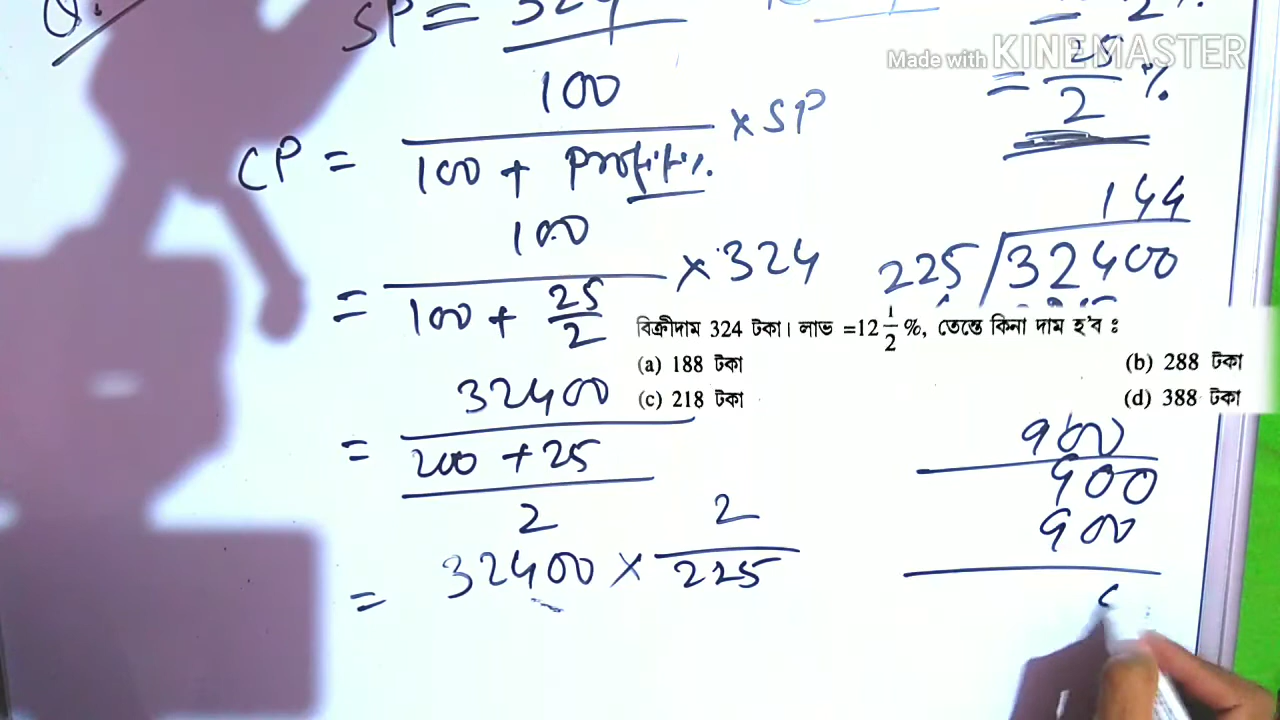 Q.
SP = 324
100
CP = ――― × SP
100 + Profit%.
100
= ――― × 324
100 + 25/2
32400
= ―――
200 + 25
2
= 32400 × 2/225
= 25/2 %
144
225 ) 32400
900
900
900
Made with KINEMASTER
বিক্ৰীদাম 324 টকা। লাভ =12 1/2 %, তেন্তে কিনা দাম হ'ব :
(a) 188 টকা (b) 288 টকা
(c) 218 টকা (d) 388 টকা